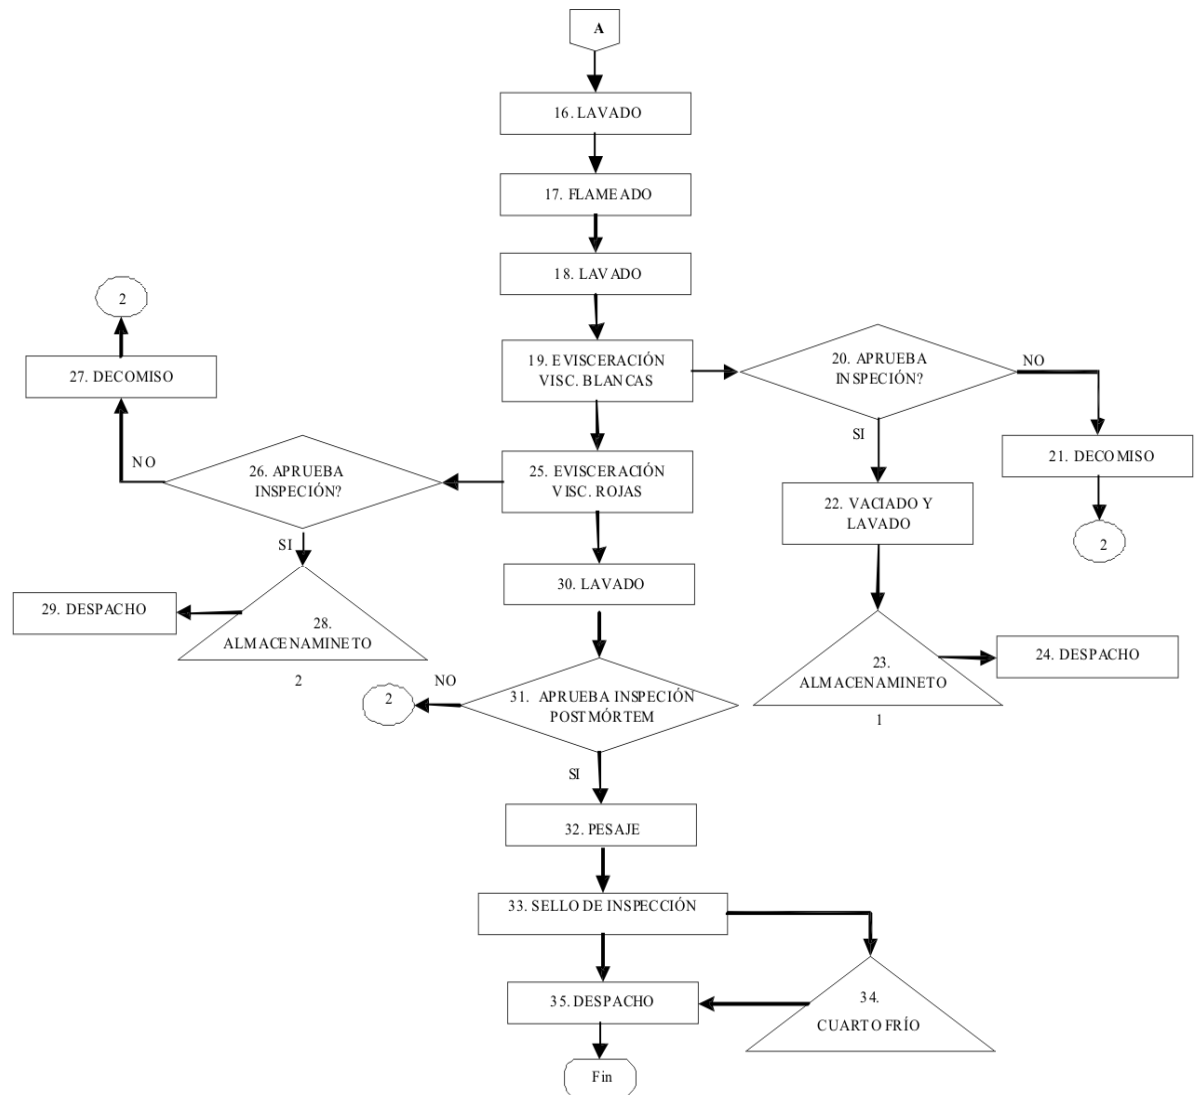 A
16. LAVADO
17. FLAMEADO
18. LAVADO
2
19. EVISCERACIÓN
VISC. BLANCAS
20. APRUEBA
INSPECIÓN?
NO
27. DECOMISO
SI
21. DECOMISO
NO
26. APRUEBA
INSPECIÓN?
25. EVISCERACIÓN
VISC. ROJAS
22. VACIADO Y
LAVADO
2
SI
30. LAVADO
29. DESPACHO
28.
ALMACENAMINETO
2
23.
ALMACENAMINETO
1
24. DESPACHO
NO
2
31. APRUEBA INSPECIÓN
POSTMÓRTEM
SI
32. PESAJE
33. SELLO DE INSPECCIÓN
35. DESPACHO
34.
CUARTO FRÍO
Fin